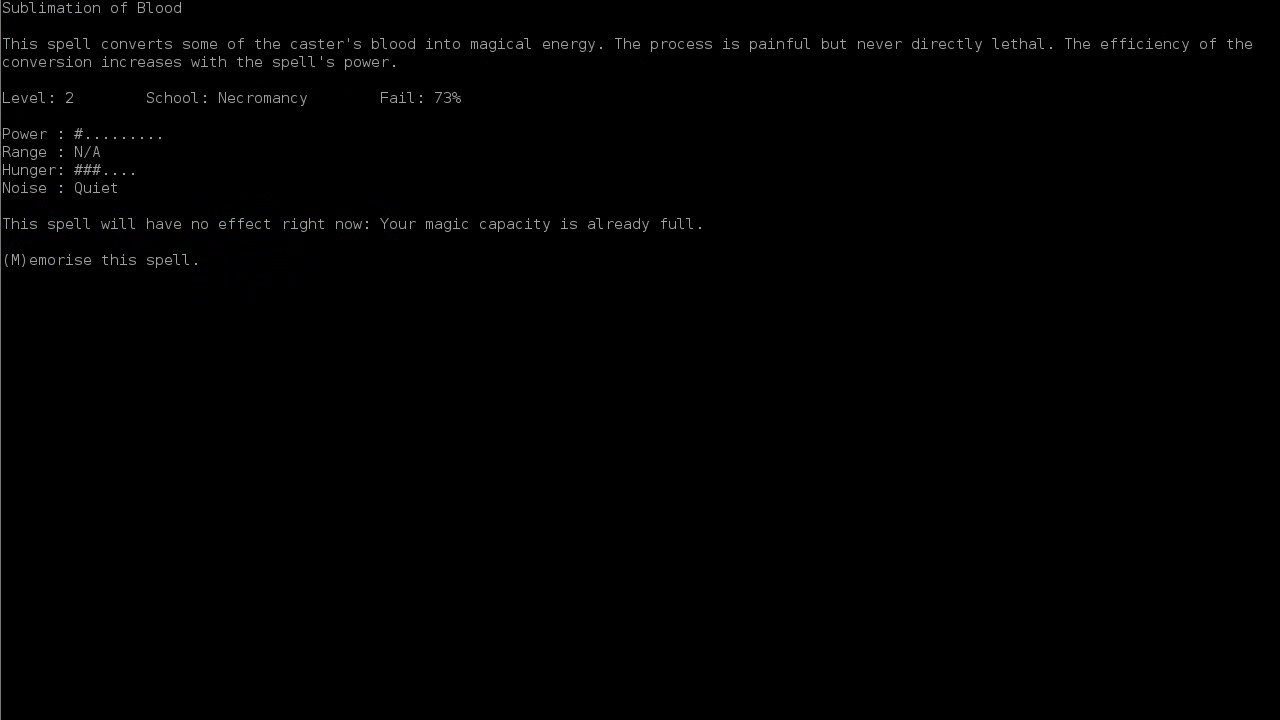 Sublimation of Blood
This spell converts some of the caster's blood into magical energy. The process is painful but never directly lethal. The efficiency of the
conversion increases with the spell's power.
Level: 2        School: Necromancy        Fail: 73%
Power : #.........
Range : N/A
Hunger: ###....
Noise : Quiet
This spell will have no effect right now: Your magic capacity is already full.
(M)emorise this spell.